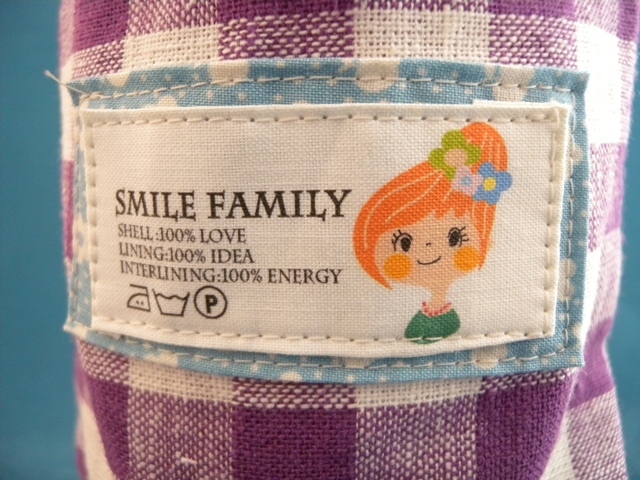 SMILE FAMILY
SHELL:100% LOVE
LINING:100% IDEA
INTERLINING:100% ENERGY
P